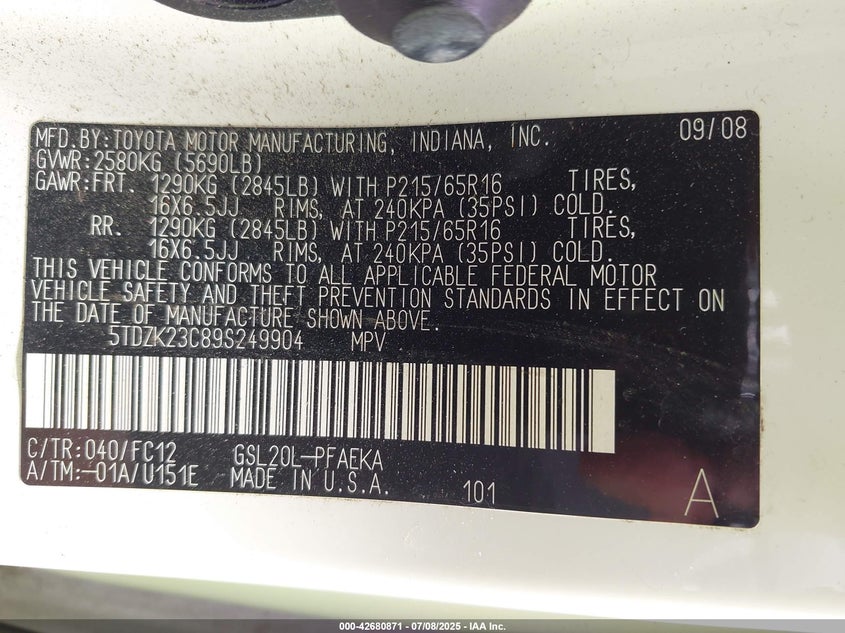 MFD.BY:TOYOTA MOTOR MANUFACTURING, INDIANA, INC. 09/08
GVWR:2580KG (5690LB)
GAWR:FRT. 1290KG (2845LB) WITH P215/65R16 TIRES,
16X6.5JJ RIMS, AT 240KPA (35PSI) COLD.
RR. 1290KG (2845LB) WITH P215/65R16 TIRES,
16X6.5JJ RIMS, AT 240KPA (35PSI) COLD.
THIS VEHICLE CONFORMS TO ALL APPLICABLE FEDERAL MOTOR
VEHICLE SAFETY AND THEFT PREVENTION STANDARDS IN EFFECT ON
THE DATE OF MANUFACTURE SHOWN ABOVE.
5TDZK23C89S249904 MPV
C/TR:040/FC12 GSL20L-PFAEKA
A/TM:-01A/U151E MADE IN U.S.A. 101 A
000-42680871 - 07/08/2025 - IAA Inc.